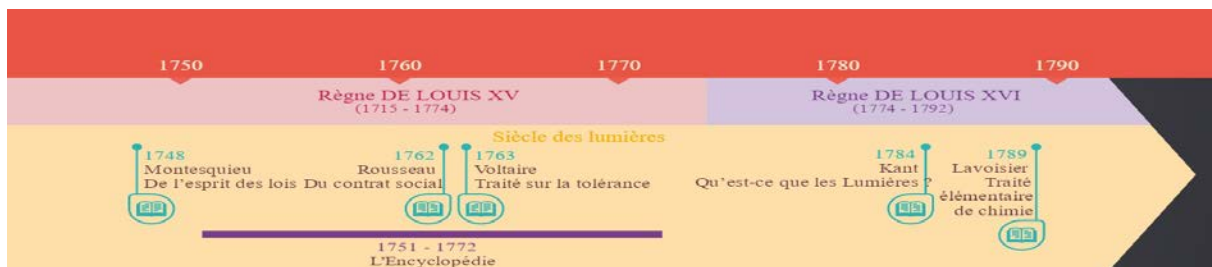 1750
1760
1770
1780
1790
Règne DE LOUIS XV
(1715 - 1774)
Règne DE LOUIS XVI
(1774 - 1792)
Siècle des lumières
1748
Montesquieu
De l'esprit des lois
1762
Rousseau
Du contrat social
1763
Voltaire
Traité sur la tolérance
1784
Kant
Qu'est-ce que les Lumières ?
1789
Lavoisier
Traité
élémentaire
de chimie
1751 - 1772
L'Encyclopédie